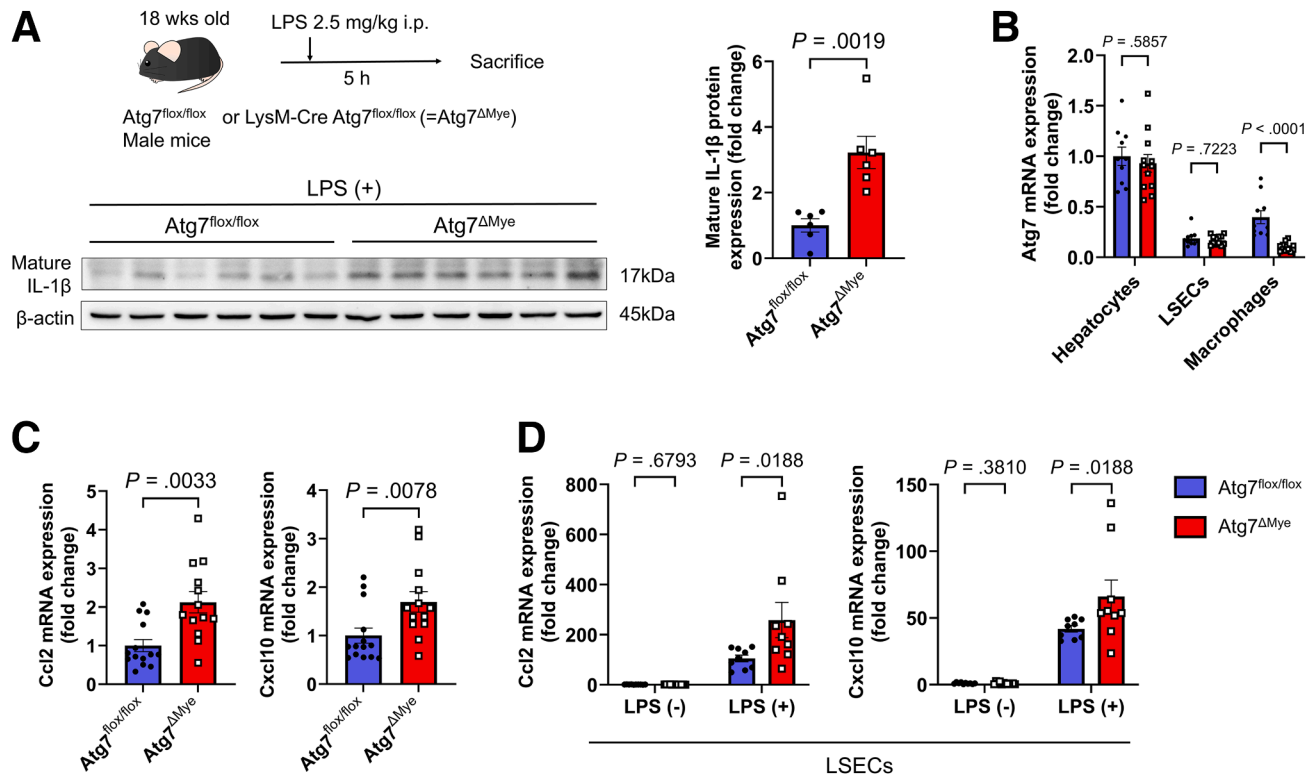 A
18 wks old
LPS 2.5 mg/kg i.p.
5 h
Sacrifice
Atg7flox/flox or LysM-Cre Atg7flox/flox (=Atg7ΔMye)
Male mice
LPS (+)
Atg7flox/flox
Atg7ΔMye
Mature
IL-1β
17kDa
β-actin
45kDa
Mature IL-1β protein
expression (fold change)
6
4
2
0
P = .0019
Atg7flox/flox
Atg7ΔMye
B
Atg7 mRNA expression
(fold change)
2.0
1.5
1.0
0.5
0.0
P = .5857
P = .7223
P < .0001
Hepatocytes
LSECs
Macrophages
C
Ccl2 mRNA expression
(fold change)
5
4
3
2
1
0
P = .0033
Atg7flox/flox
Atg7ΔMye
Cxcl10 mRNA expression
(fold change)
4
3
2
1
0
P = .0078
Atg7flox/flox
Atg7ΔMye
D
Ccl2 mRNA expression
(fold change)
800
600
400
200
0
P = .6793
P = .0188
LPS (-)
LPS (+)
Cxcl10 mRNA expression
(fold change)
150
100
50
0
P = .3810
P = .0188
LPS (-)
LPS (+)
LSECs
Atg7flox/flox
Atg7ΔMye